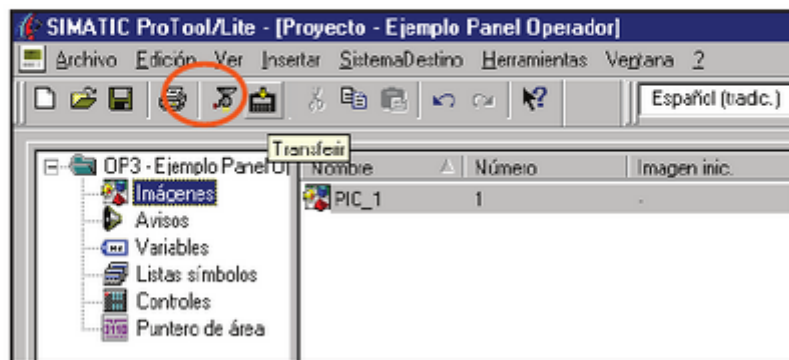 SIMATIC ProTool/Lite - [Proyecto - Ejemplo Panel Operador]
Archivo Edición Ver Insertar SistemaDestino Herramientas Ventana ?
Español (tradc.)
Transferir
OP3 - Ejemplo Panel
Nombre Número Imagen inic.
Imágenes
PIC_1 1 -
Avisos
Variables
Listas símbolos
Controles
Puntero de área